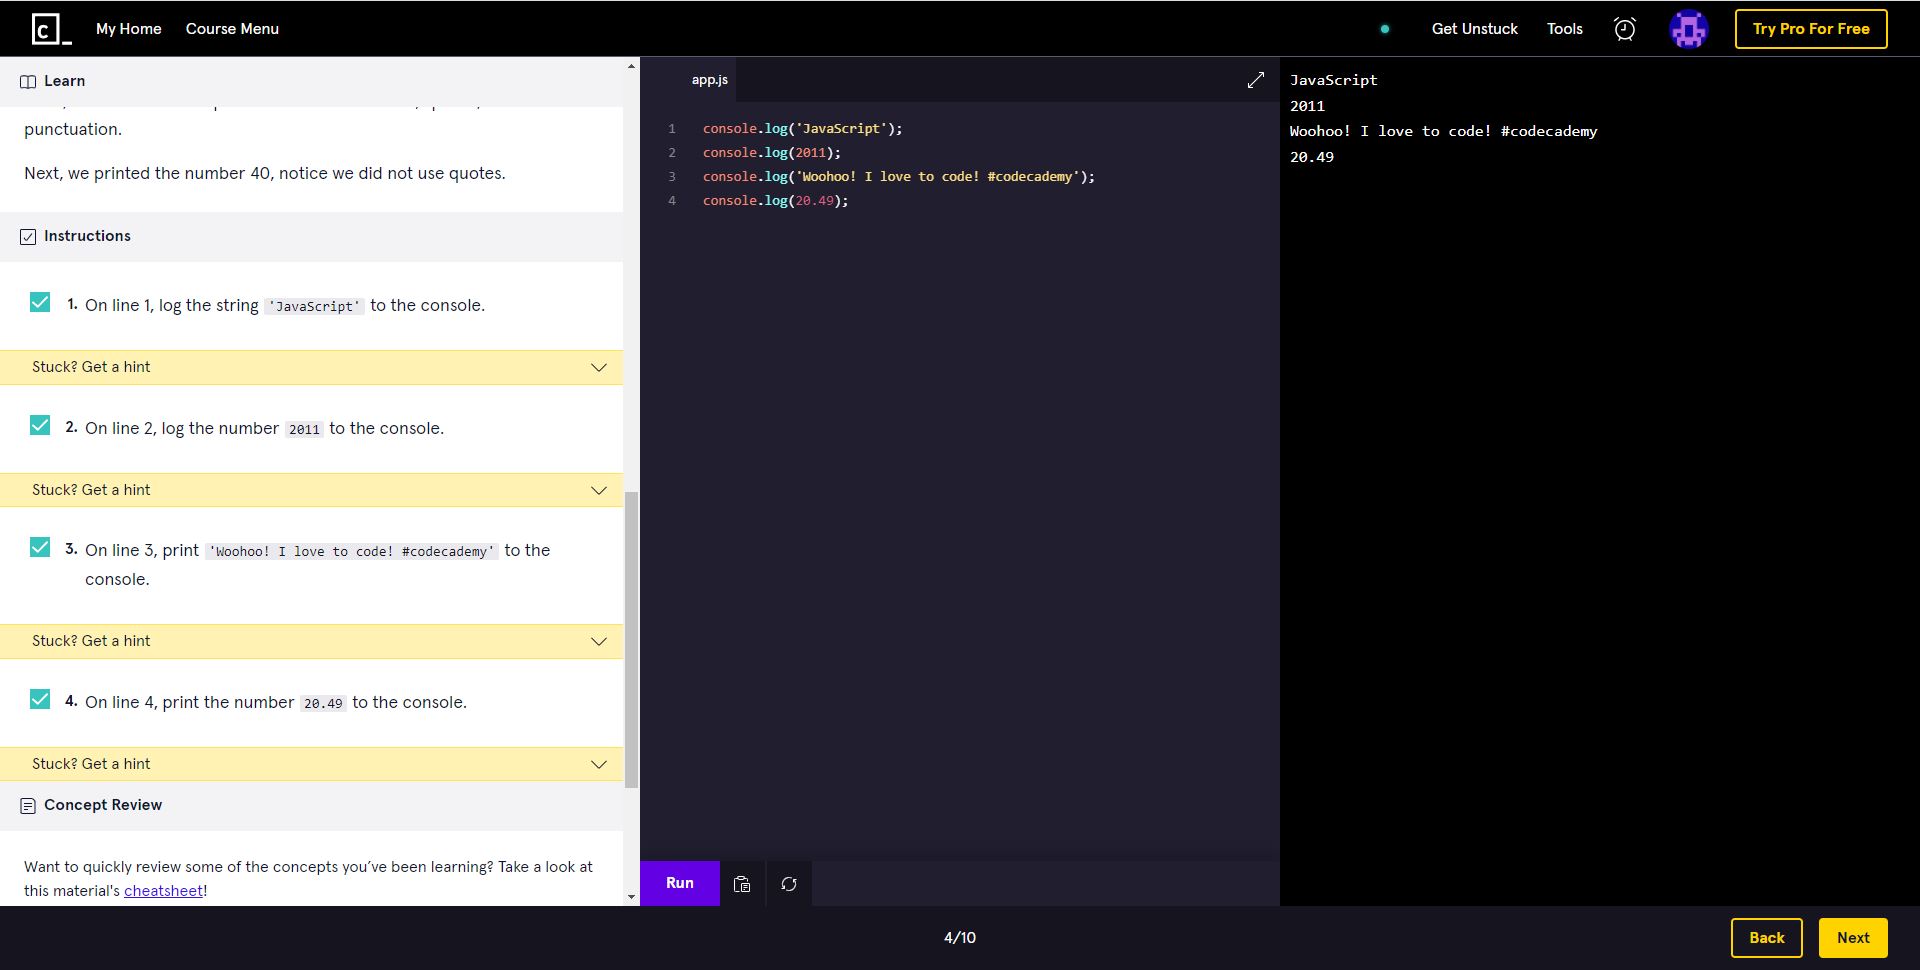 C_ My Home Course Menu Get Unstuck Tools Try Pro For Free
Learn
punctuation.
Next, we printed the number 40, notice we did not use quotes.
Instructions
1. On line 1, log the string 'JavaScript' to the console.
Stuck? Get a hint
2. On line 2, log the number 2011 to the console.
Stuck? Get a hint
3. On line 3, print 'Woohoo! I love to code! #codecademy' to the
console.
Stuck? Get a hint
4. On line 4, print the number 20.49 to the console.
Stuck? Get a hint
Concept Review
Want to quickly review some of the concepts you’ve been learning? Take a look at
this material's cheatsheet!
app.js
1 console.log('JavaScript');
2 console.log(2011);
3 console.log('Woohoo! I love to code! #codecademy');
4 console.log(20.49);
Run
JavaScript
2011
Woohoo! I love to code! #codecademy
20.49
4/10
Back Next